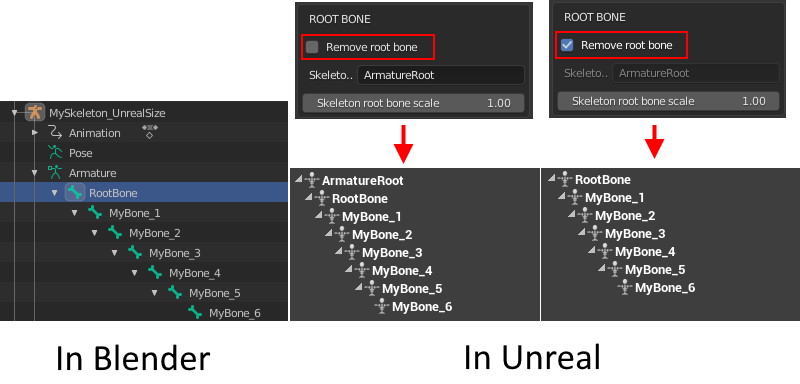 ROOT BONE
Remove root bone
Skeleto.. ArmatureRoot
Skeleton root bone scale 1.00
ROOT BONE
Remove root bone
Skeleto.. ArmatureRoot
Skeleton root bone scale 1.00
MySkeleton_UnrealSize
Animation
Pose
Armature
RootBone
MyBone_1
MyBone_2
MyBone_3
MyBone_4
MyBone_5
MyBone_6
ArmatureRoot
RootBone
MyBone_1
MyBone_2
MyBone_3
MyBone_4
MyBone_5
MyBone_6
RootBone
MyBone_1
MyBone_2
MyBone_3
MyBone_4
MyBone_5
MyBone_6
In Blender
In Unreal